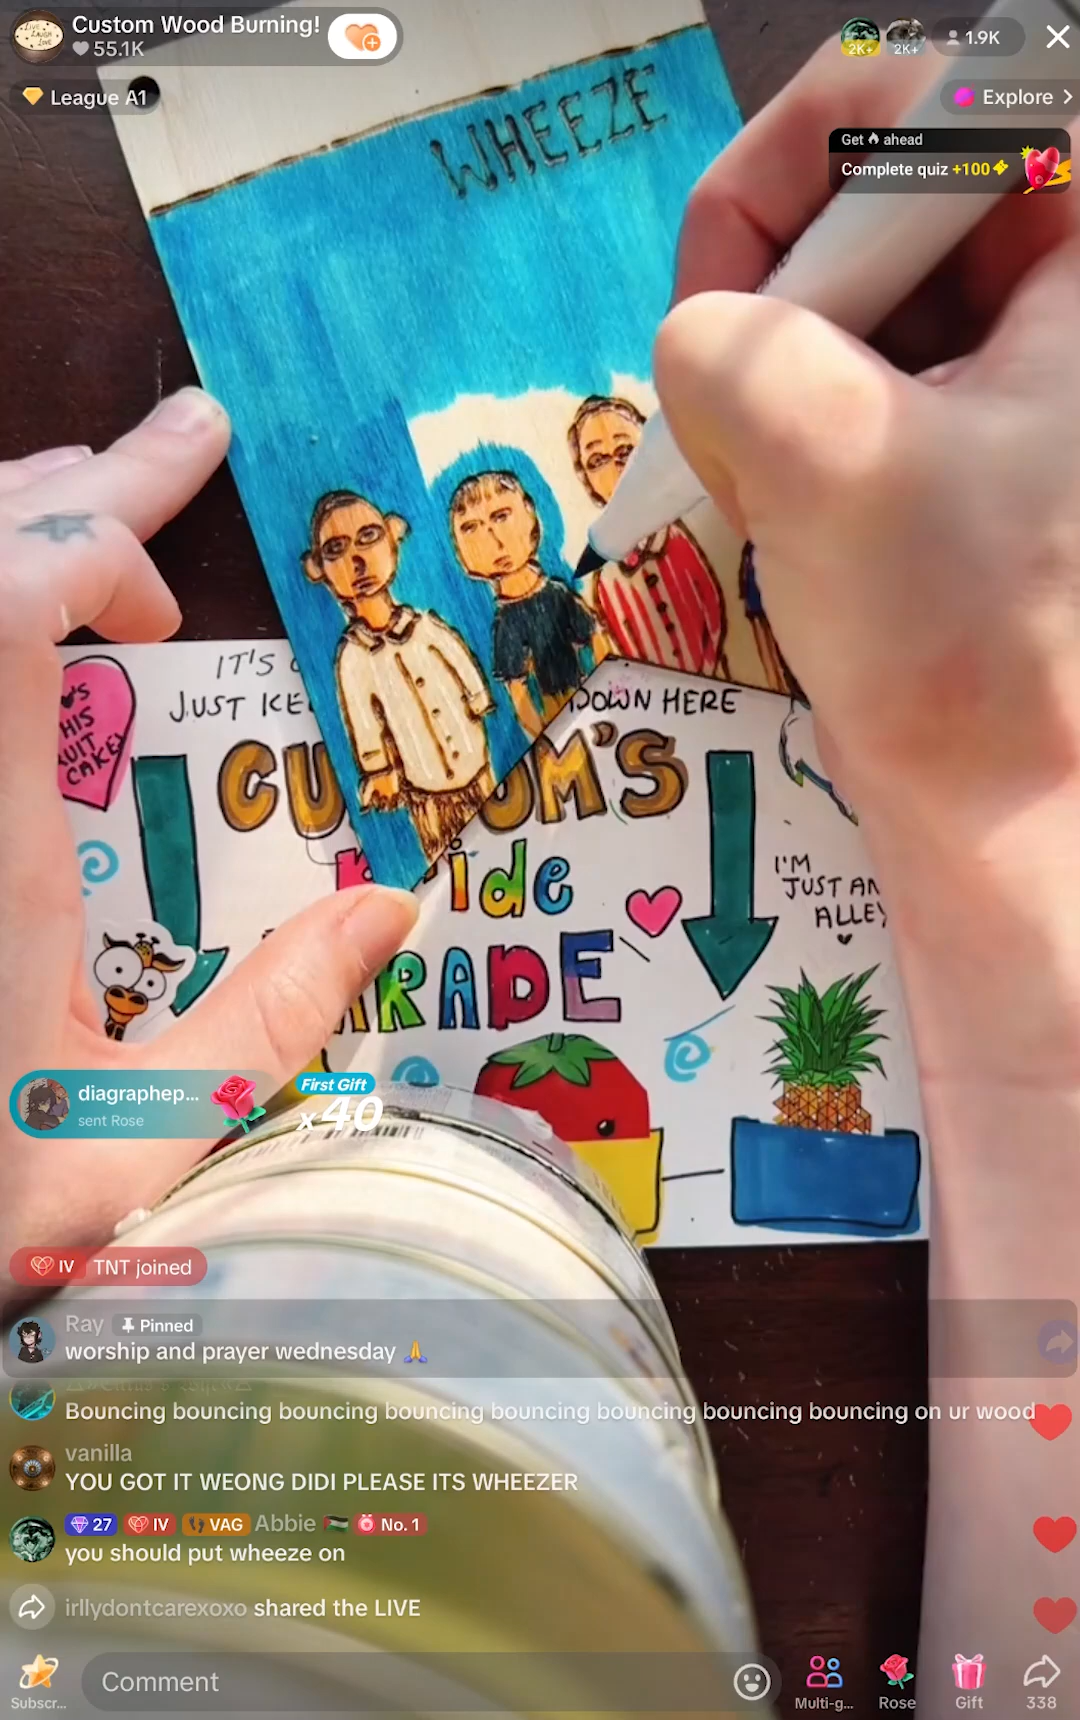 Custom Wood Burning!
55.1K
2K+
2K+
1.9K
League A1
Explore
Get ahead
Complete quiz +100
WHEEZE
IT'S
JUST ICE
DOWN HERE
HIS
CAKE
CU OM'S
ide
ARADE
I'M
JUST AN
ALLEY
diagraphep...
sent Rose
First Gift
x40
IV TNT joined
Ray Pinned
worship and prayer wednesday 🙏
Bouncing bouncing bouncing bouncing bouncing bouncing bouncing bouncing on ur wood
vanilla
YOU GOT IT WEONG DIDI PLEASE ITS WHEEZER
27 IV VAG Abbie 🇵🇸 No. 1
you should put wheeze on
irllydontcarexoxo shared the LIVE
Subscr...
Comment
Multi-g...
Rose
Gift
338